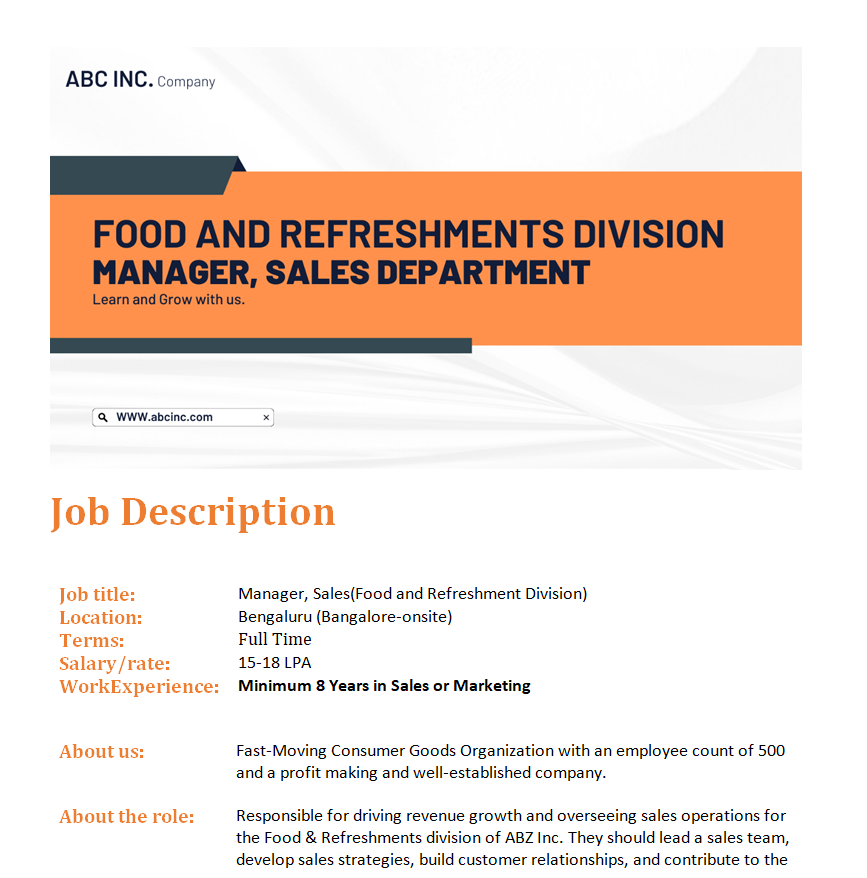 ABC INC. Company
FOOD AND REFRESHMENTS DIVISION
MANAGER, SALES DEPARTMENT
Learn and Grow with us.
WWW.abcinc.com ×
Job Description
Job title: Manager, Sales(Food and Refreshment Division)
Location: Bengaluru (Bangalore-onsite)
Terms: Full Time
Salary/rate: 15-18 LPA
WorkExperience: Minimum 8 Years in Sales or Marketing
About us: Fast-Moving Consumer Goods Organization with an employee count of 500
and a profit making and well-established company.
About the role: Responsible for driving revenue growth and overseeing sales operations for
the Food & Refreshments division of ABZ Inc. They should lead a sales team,
develop sales strategies, build customer relationships, and contribute to the